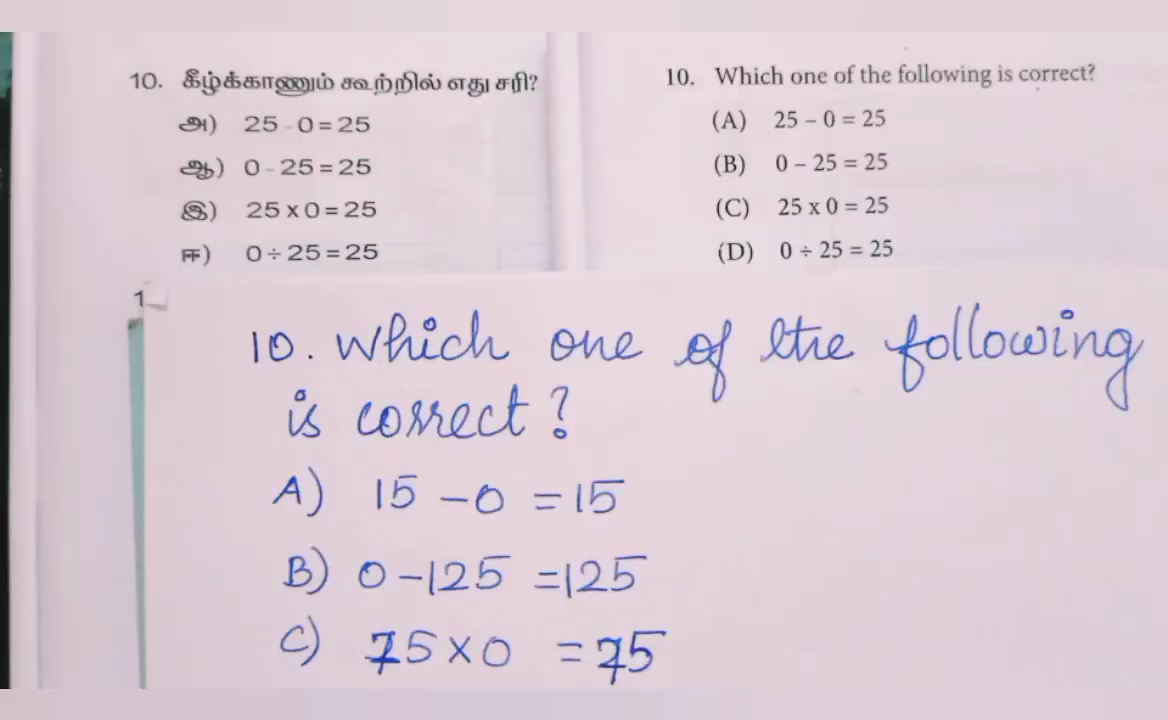 10. கீழ்க்காணும் கூற்றில் எது சரி?
அ) 25 - 0 = 25
ஆ) 0 - 25 = 25
இ) 25 x 0 = 25
ஈ) 0 ÷ 25 = 25
10. Which one of the following is correct?
(A) 25 – 0 = 25
(B) 0 – 25 = 25
(C) 25 x 0 = 25
(D) 0 ÷ 25 = 25
1
10. Which one of the following
is correct?
A) 15 - 0 = 15
B) 0 - 125 = 125
C) 75 x 0 = 75